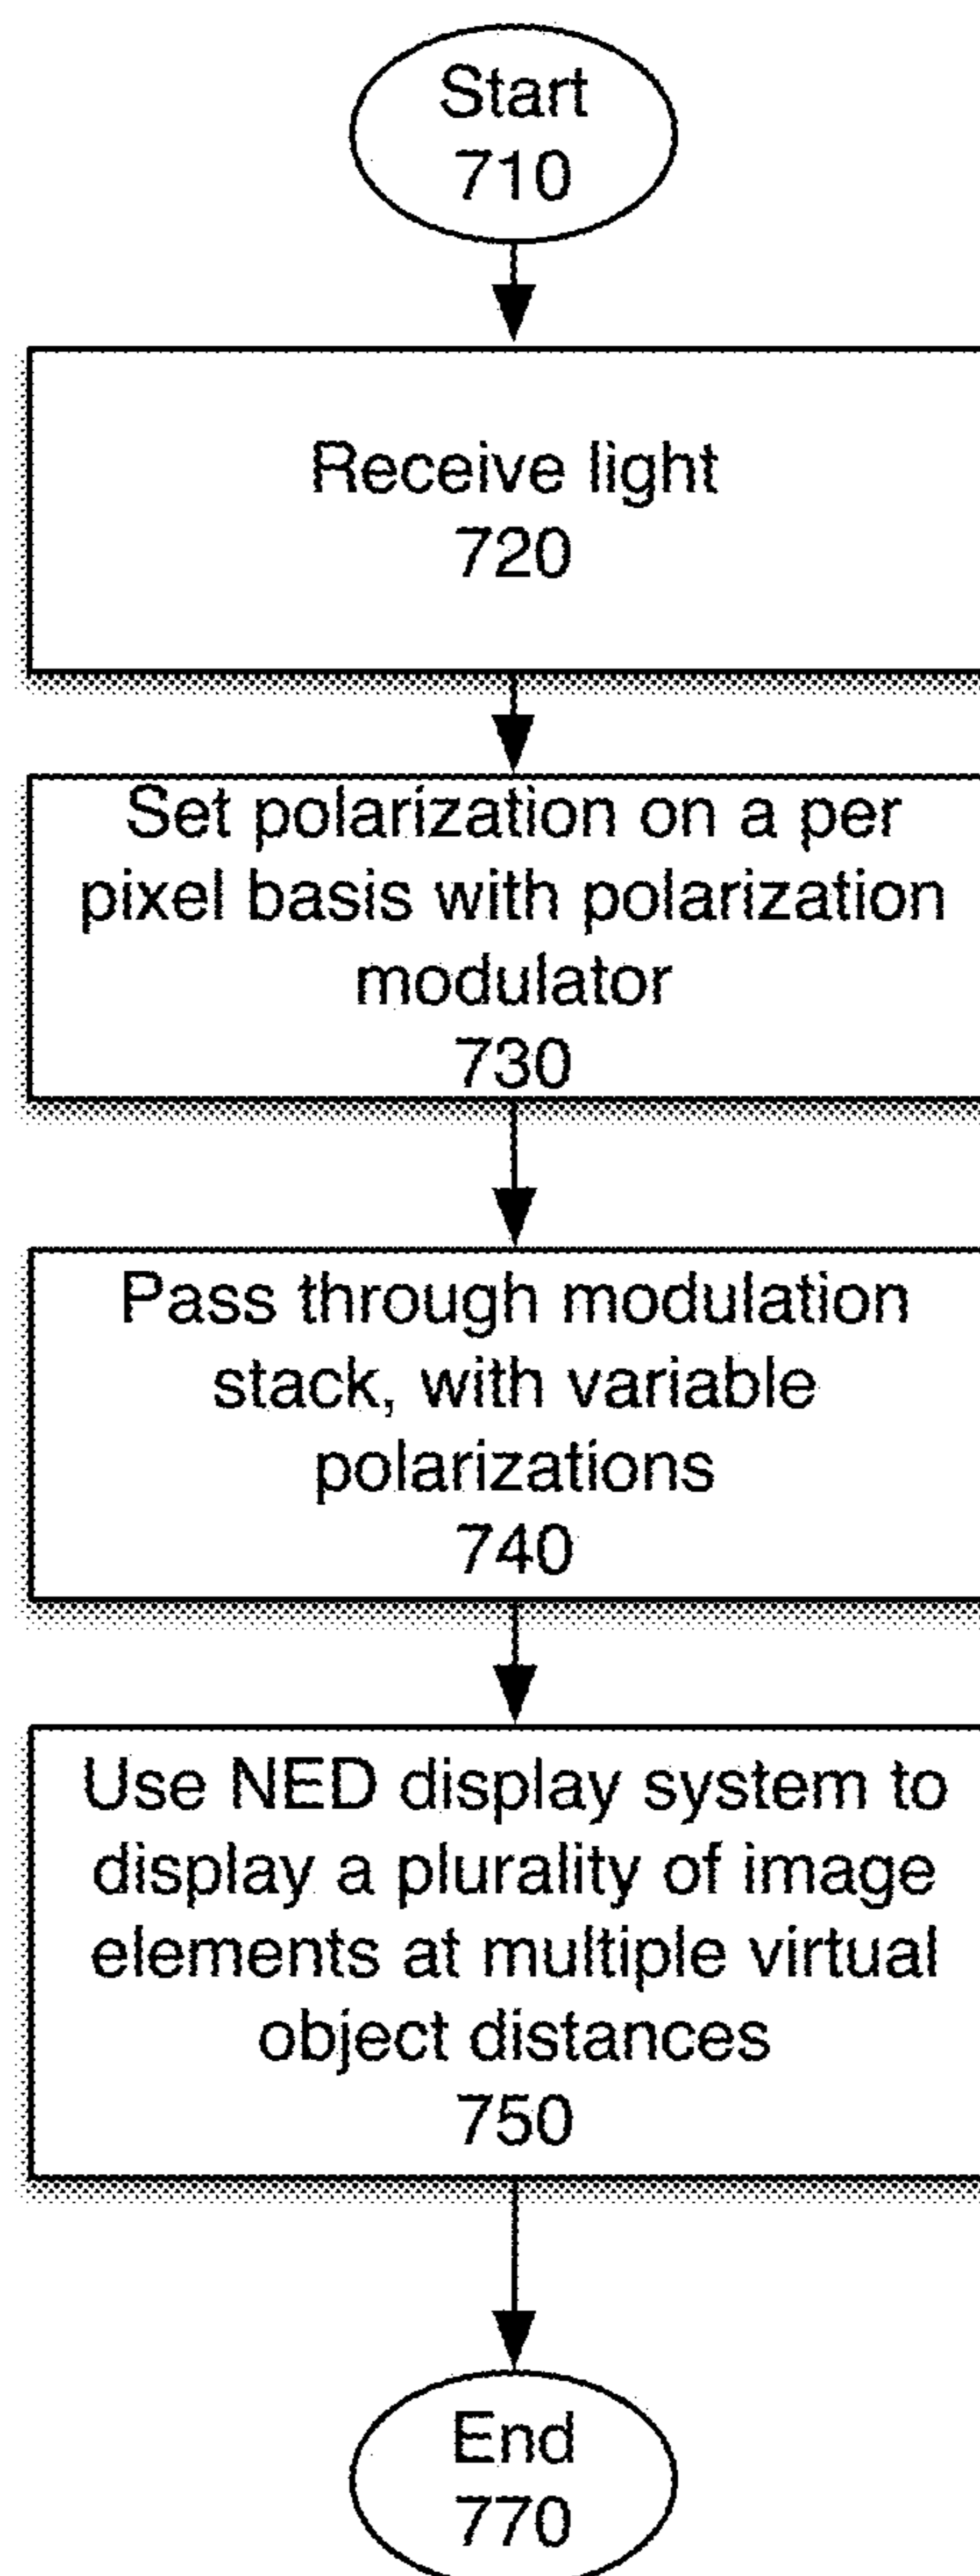 Start
710
Receive light
720
Set polarization on a per
pixel basis with polarization
modulator
730
Pass through modulation
stack, with variable
polarizations
740
Use NED display system to
display a plurality of image
elements at multiple virtual
object distances
750
End
770